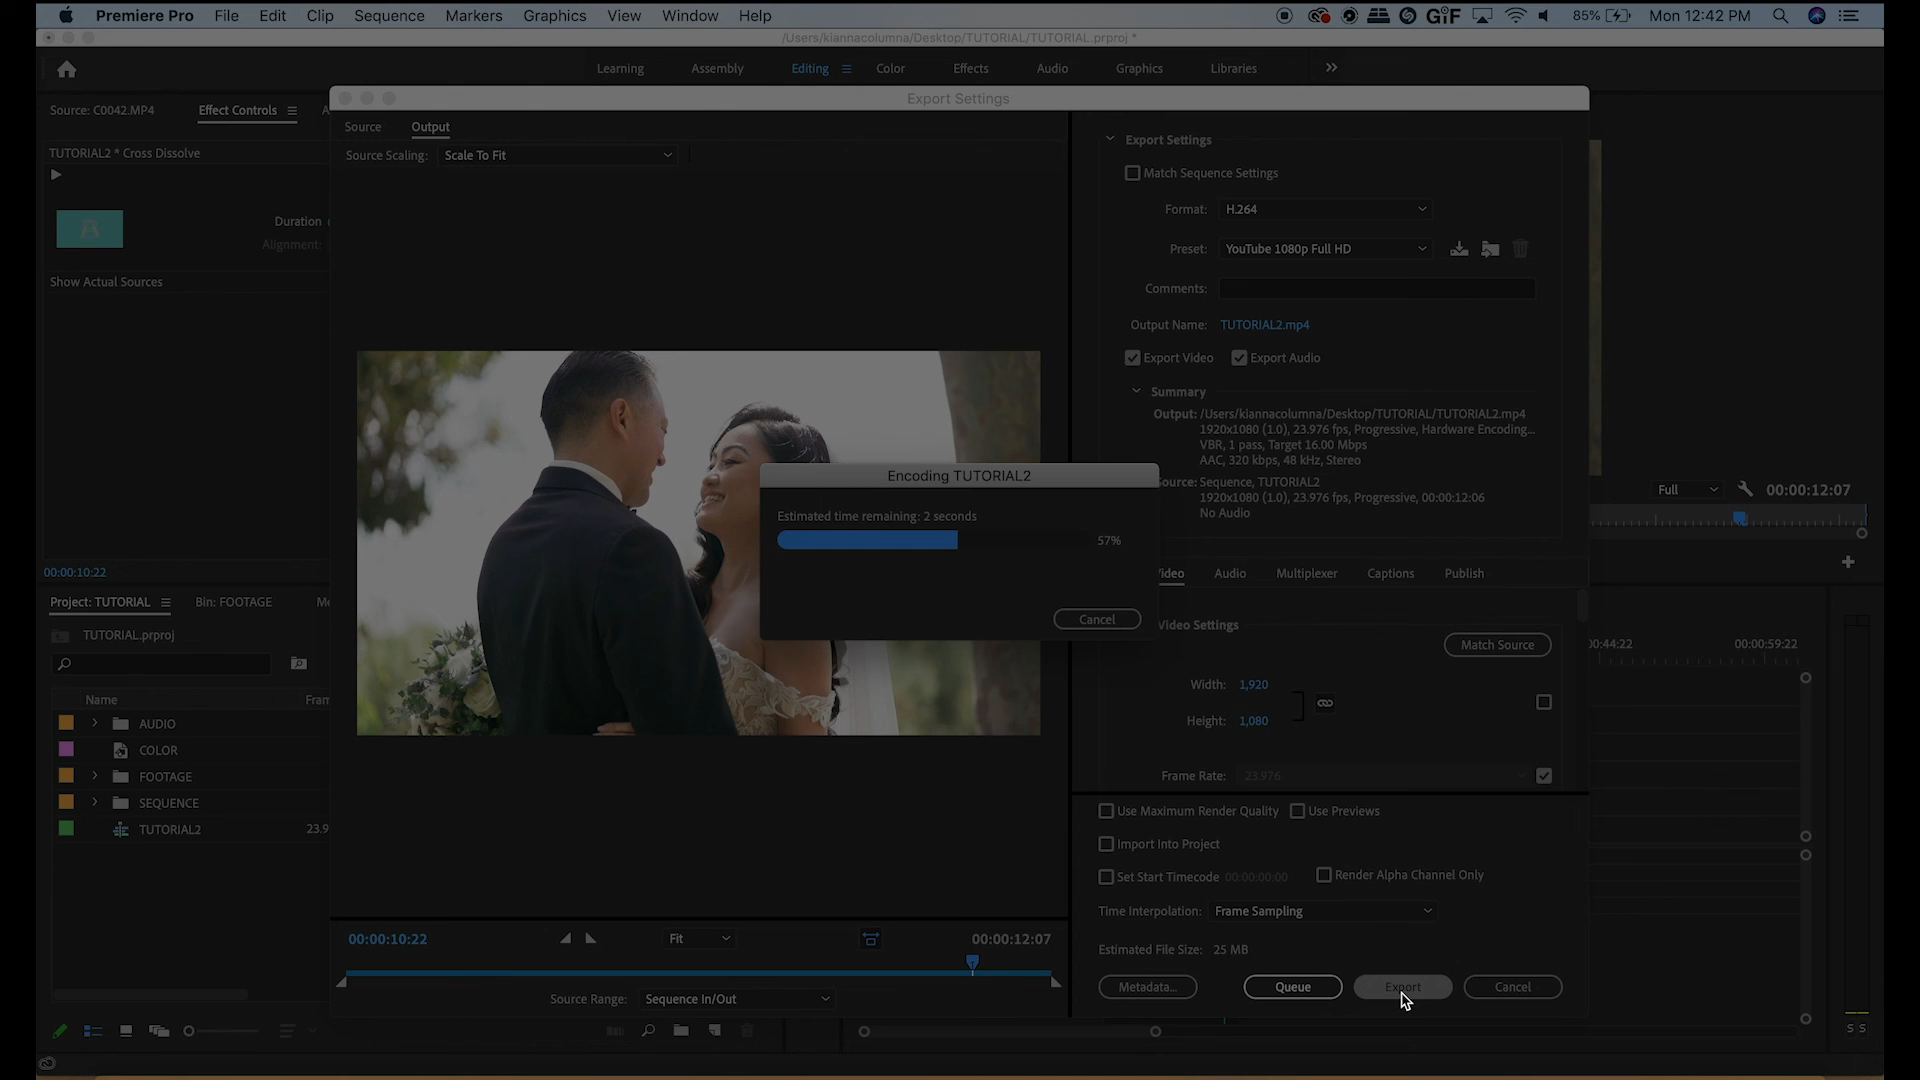 Premiere Pro File Edit Clip Sequence Markers Graphics View Window Help GIF 85% Mon 12:42 PM
/Users/kiannacolumna/Desktop/TUTORIAL/TUTORIAL.prproj *
Learning Assembly Editing Color Effects Audio Graphics Libraries
Source: C0042.MP4 Effect Controls
TUTORIAL2 * Cross Dissolve
Duration
Alignment:
Show Actual Sources
00:00:10:22
Export Settings
Source Output
Source Scaling: Scale To Fit
Export Settings
Match Sequence Settings
Format: H.264
Preset: YouTube 1080p Full HD
Comments:
Output Name: TUTORIAL2.mp4
Export Video Export Audio
Summary
Output: /Users/kiannacolumna/Desktop/TUTORIAL/TUTORIAL2.mp4
1920x1080 (1.0), 23.976 fps, Progressive, Hardware Encoding...
VBR, 1 pass, Target 16.00 Mbps
AAC, 320 kbps, 48 kHz, Stereo
ource: Sequence, TUTORIAL2
1920x1080 (1.0), 23.976 fps, Progressive, 00:00:12:06
No Audio
Encoding TUTORIAL2
Estimated time remaining: 2 seconds
57%
Cancel
Full 00:00:12:07
ideo Audio Multiplexer Captions Publish
Video Settings
Match Source
Width: 1,920
Height: 1,080
Frame Rate: 23.976
Use Maximum Render Quality Use Previews
Import Into Project
Set Start Timecode 00:00:00:00 Render Alpha Channel Only
Time Interpolation: Frame Sampling
Estimated File Size: 25 MB
Metadata... Queue Export Cancel
00:00:10:22 Fit 00:00:12:07
Source Range: Sequence In/Out
Project: TUTORIAL Bin: FOOTAGE Me
TUTORIAL.prproj
Name Fram
AUDIO
COLOR
FOOTAGE
SEQUENCE
TUTORIAL2 23.9
00:44:22 00:00:59:22
S S